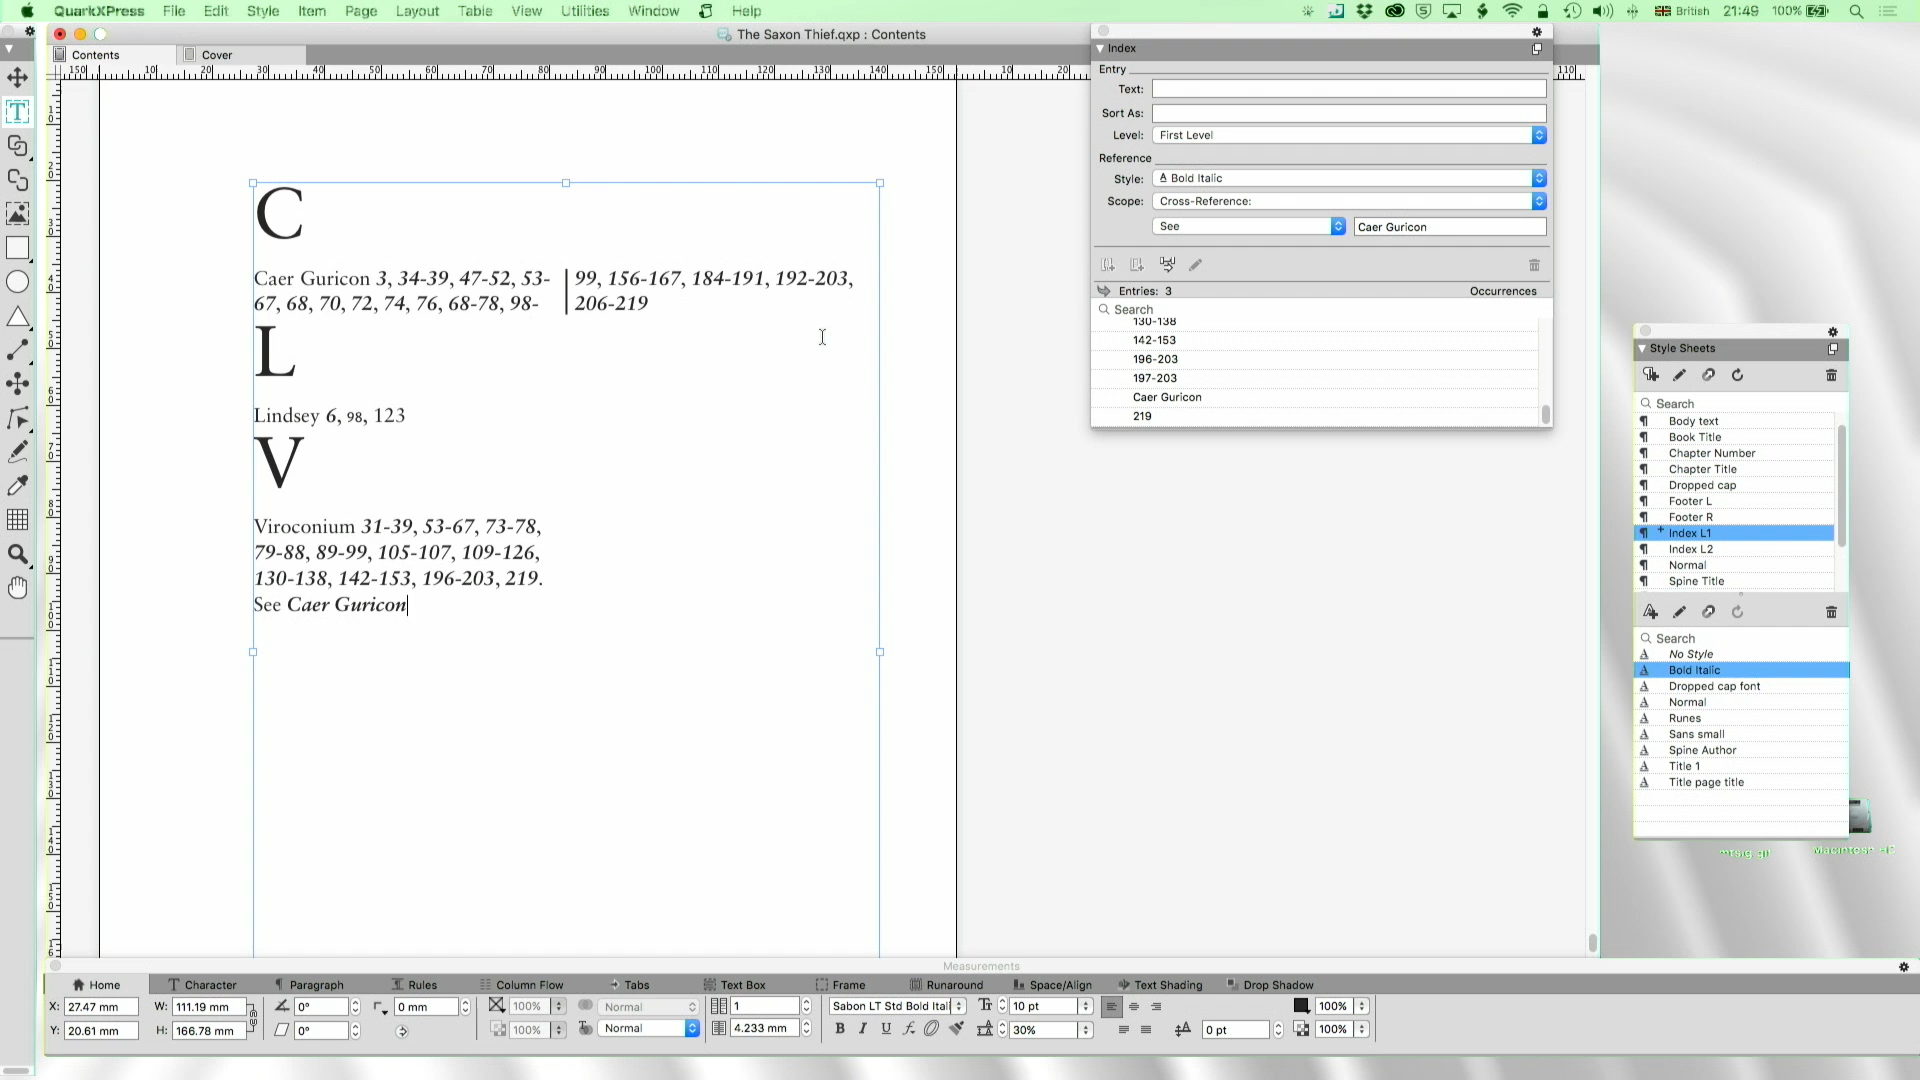 QuarkXPress File Edit Style Item Page Layout Table View Utilities Window Help British 21:49 100%
The Saxon Thief.qxp : Contents
Contents Cover
C
Caer Guricon 3, 34-39, 47-52, 53-
67, 68, 70, 72, 74, 76, 68-78, 98-
99, 156-167, 184-191, 192-203,
206-219
L
Lindsey 6, 98, 123
V
Viroconium 31-39, 53-67, 73-78,
79-88, 89-99, 105-107, 109-126,
130-138, 142-153, 196-203, 219.
See Caer Guricon
Index
Entry
Text:
Sort As:
Level: First Level
Reference
Style: A Bold Italic
Scope: Cross-Reference:
See Caer Guricon
Entries: 3 Occurrences
Search
130-138
142-153
196-203
197-203
Caer Guricon
219
Style Sheets
Search
Body text
Book Title
Chapter Number
Chapter Title
Dropped cap
Footer L
Footer R
+ Index L1
Index L2
Normal
Spine Title
Search
No Style
Bold Italic
Dropped cap font
Normal
Runes
Sans small
Spine Author
Title 1
Title page title
Measurements
Home Character Paragraph Rules Column Flow Tabs Text Box Frame Runaround Space/Align Text Shading Drop Shadow
X: 27.47 mm W: 111.19 mm 0° 0 mm 100% Normal 1 Sabon LT Std Bold Ital 10 pt 100%
Y: 20.61 mm H: 166.78 mm 0° 100% Normal 4.233 mm B I U 30% 0 pt 100%